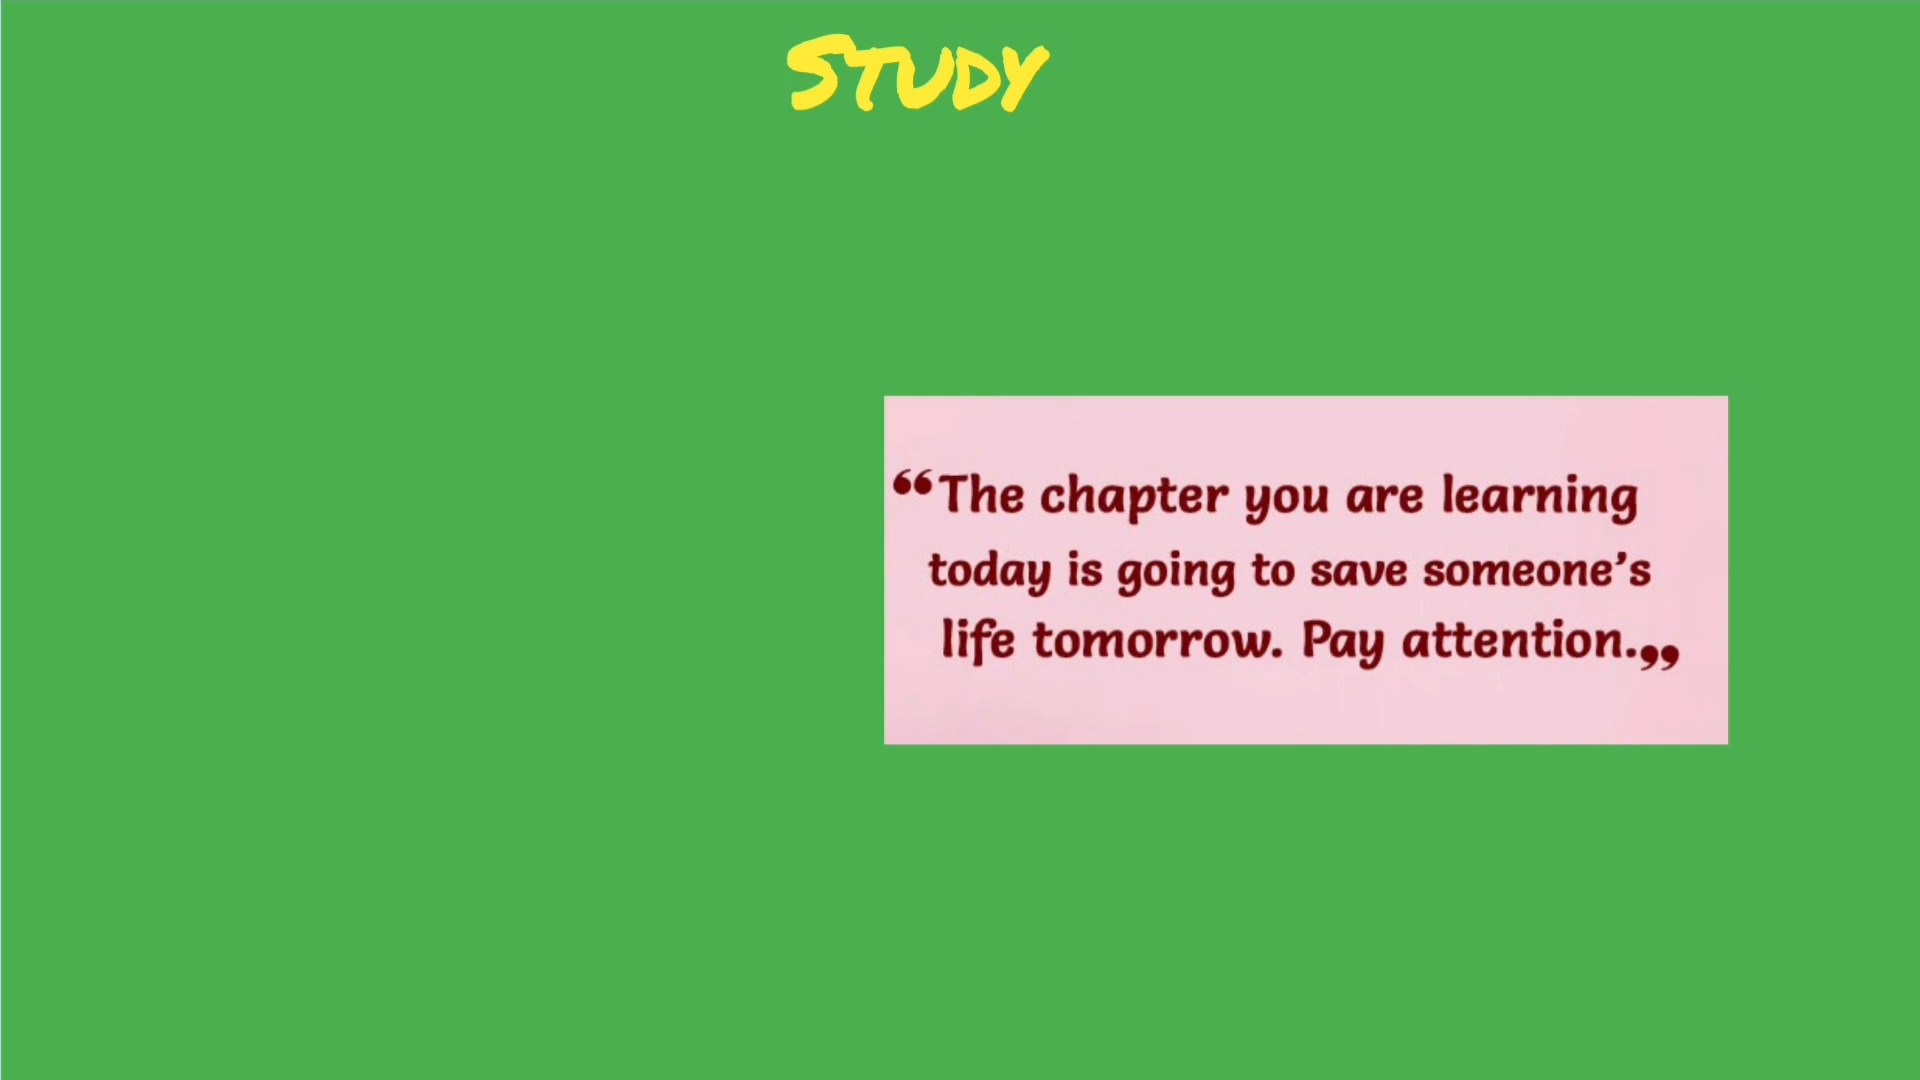 STUDY
“The chapter you are learning
today is going to save someone’s
life tomorrow. Pay attention.”